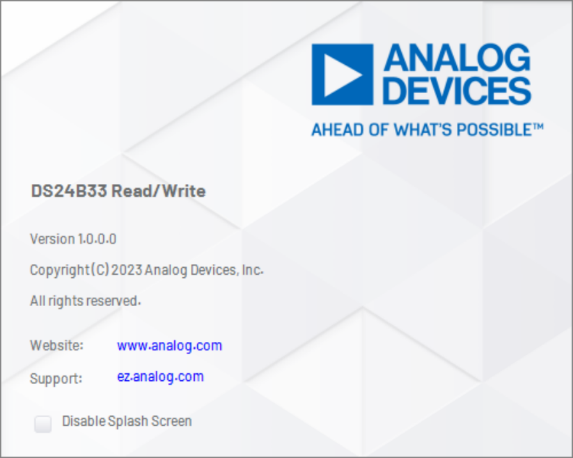 ANALOG
DEVICES
AHEAD OF WHAT'S POSSIBLE™
DS24B33 Read/Write
Version 1.0.0.0
Copyright (C) 2023 Analog Devices, Inc.
All rights reserved.
Website: www.analog.com
Support: ez.analog.com
Disable Splash Screen